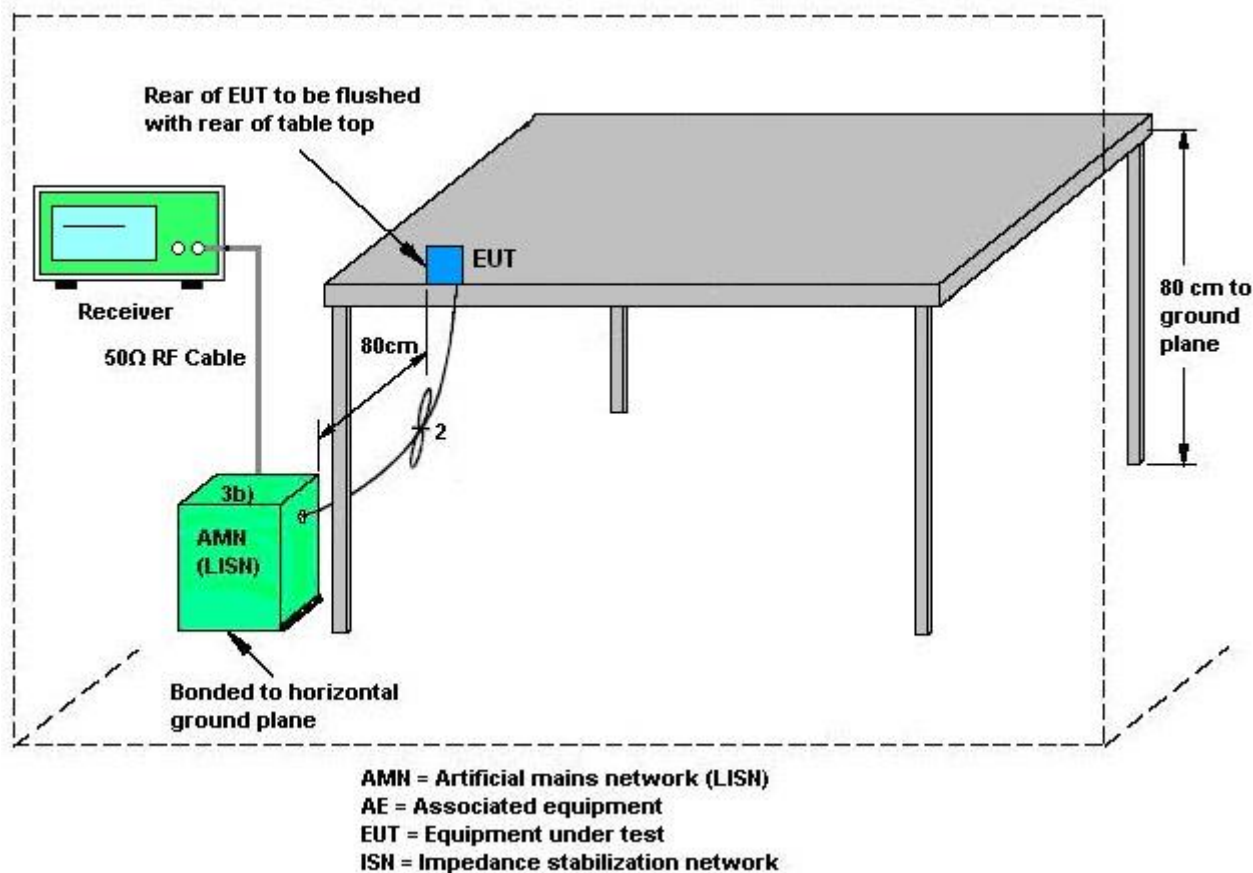 Rear of EUT to be flushed
with rear of table top
EUT
Receiver
50Ω RF Cable
80cm
80 cm to
ground
plane
2
3b)
AMN
(LISN)
Bonded to horizontal
ground plane
AMN = Artificial mains network (LISN)
AE = Associated equipment
EUT = Equipment under test
ISN = Impedance stabilization network